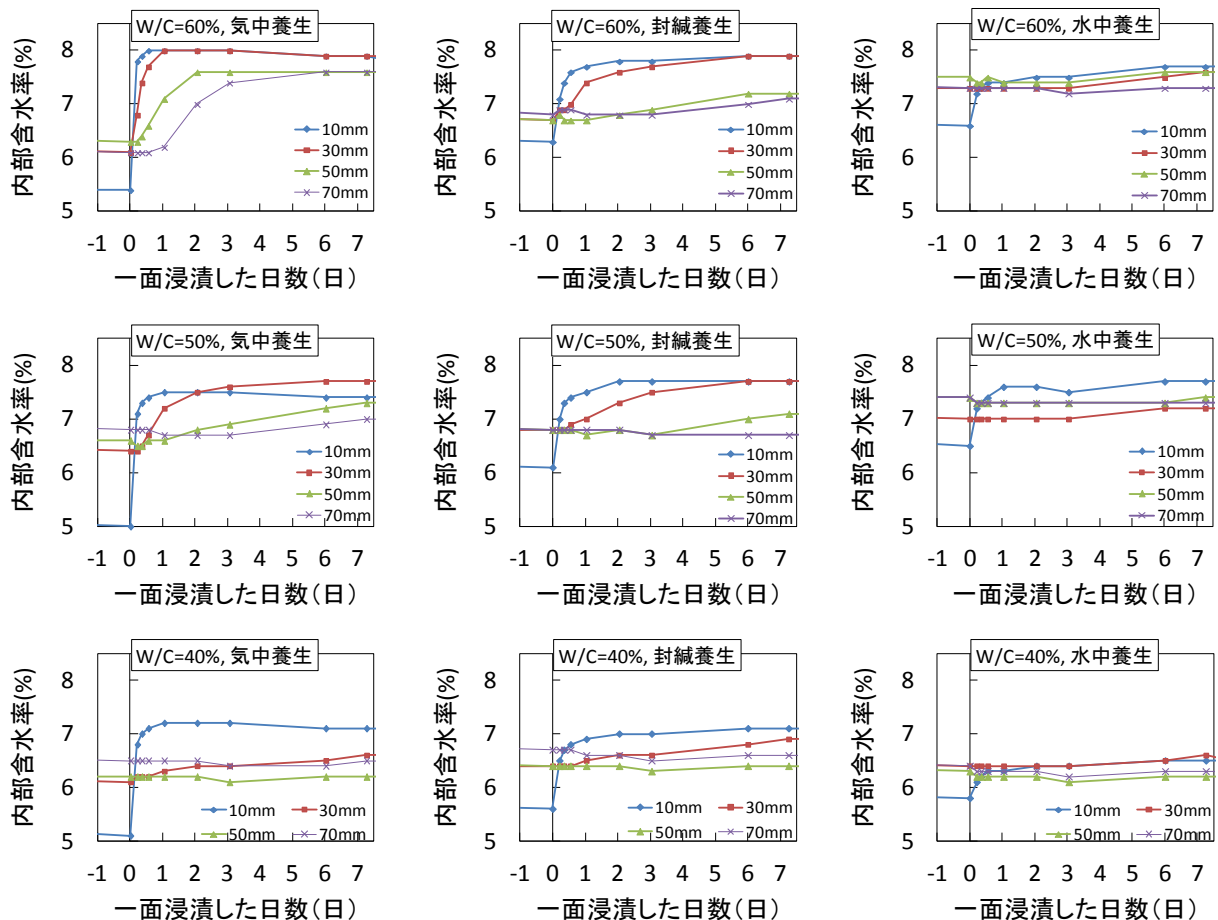 W/C=60%, 気中養生
内部含水率(%)
8
7
6
5
10mm
30mm
50mm
70mm
-1 0 1 2 3 4 5 6 7
一面浸漬した日数(日)
W/C=60%, 封緘養生
内部含水率(%)
8
7
6
5
10mm
30mm
50mm
70mm
-1 0 1 2 3 4 5 6 7
一面浸漬した日数(日)
W/C=60%, 水中養生
内部含水率(%)
8
7
6
5
10mm
30mm
50mm
70mm
-1 0 1 2 3 4 5 6 7
一面浸漬した日数(日)
W/C=50%, 気中養生
内部含水率(%)
8
7
6
5
10mm
30mm
50mm
70mm
-1 0 1 2 3 4 5 6 7
一面浸漬した日数(日)
W/C=50%, 封緘養生
内部含水率(%)
8
7
6
5
10mm
30mm
50mm
70mm
-1 0 1 2 3 4 5 6 7
一面浸漬した日数(日)
W/C=50%, 水中養生
内部含水率(%)
8
7
6
5
10mm
30mm
50mm
70mm
-1 0 1 2 3 4 5 6 7
一面浸漬した日数(日)
W/C=40%, 気中養生
内部含水率(%)
8
7
6
5
10mm 30mm
50mm 70mm
-1 0 1 2 3 4 5 6 7
一面浸漬した日数(日)
W/C=40%, 封緘養生
内部含水率(%)
8
7
6
5
10mm 30mm
50mm 70mm
-1 0 1 2 3 4 5 6 7
一面浸漬した日数(日)
W/C=40%, 水中養生
内部含水率(%)
8
7
6
5
10mm 30mm
50mm 70mm
-1 0 1 2 3 4 5 6 7
一面浸漬した日数(日)